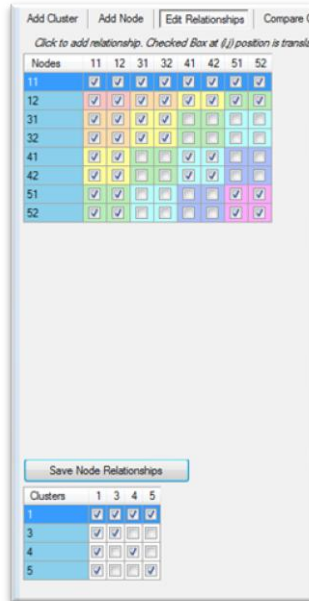 Add Cluster Add Node Edit Relationships Compare
Click to add relationship. Checked Box at (i,j) position is
Nodes 11 12 31 32 41 42 51 52
11
12
31
32
41
42
51
52
Save Node Relationships
Clusters 1 3 4 5
1
3
4
5